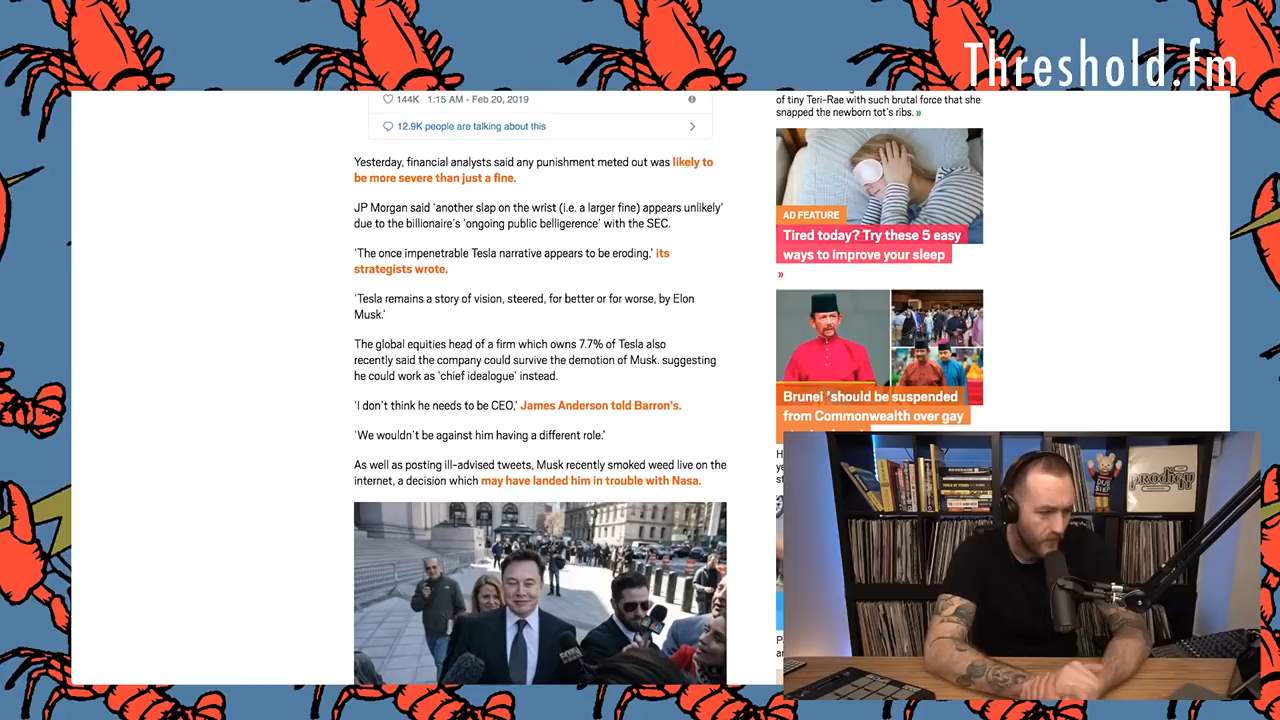 Threshold.fm
144K 1:15 AM - Feb 20, 2019
12.9K people are talking about this
Yesterday, financial analysts said any punishment meted out was likely to
be more severe than just a fine.
JP Morgan said ‘another slap on the wrist (i.e. a larger fine) appears unlikely’
due to the billionaire’s ‘ongoing public belligerence’ with the SEC.
‘The once impenetrable Tesla narrative appears to be eroding,’ its
strategists wrote.
‘Tesla remains a story of vision, steered, for better or for worse, by Elon
Musk.’
The global equities head of a firm which owns 7.7% of Tesla also
recently said the company could survive the demotion of Musk. suggesting
he could work as ‘chief idealogue’ instead.
‘I don’t think he needs to be CEO,’ James Anderson told Barron’s.
‘We wouldn’t be against him having a different role.’
As well as posting ill-advised tweets, Musk recently smoked weed live on the
internet, a decision which may have landed him in trouble with Nasa.
of tiny Teri-Rae with such brutal force that she
snapped the newborn tot’s ribs. »
AD FEATURE
Tired today? Try these 5 easy
ways to improve your sleep
»
Brunei ‘should be suspended
from Commonwealth over gay
prodigy